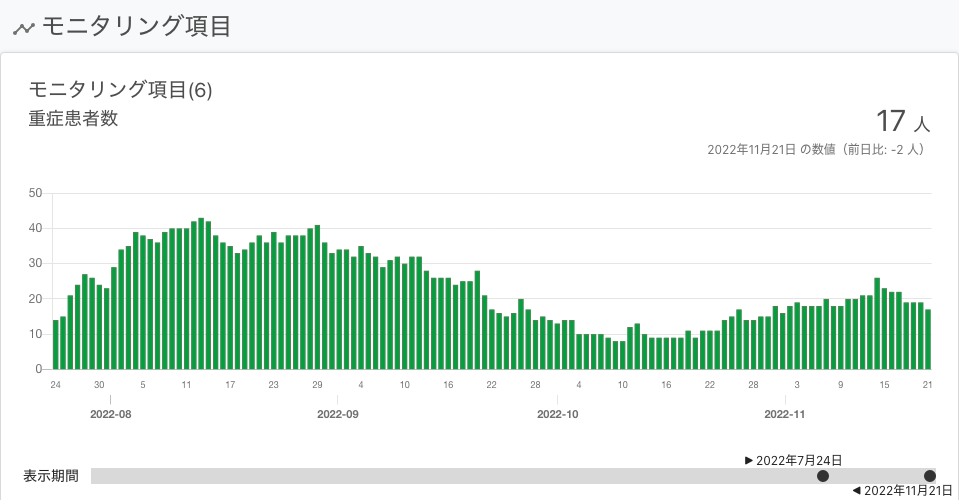 モニタリング項目
モニタリング項目(6)
重症患者数
17 人
2022年11月21日 の数値（前日比: -2 人）
50
40
30
20
10
0
24 30 5 11 17 23 29 4 10 16 22 28 4 10 16 22 28 3 9 15 21
2022-08 2022-09 2022-10 2022-11
▶ 2022年7月24日
表示期間
◀ 2022年11月21日